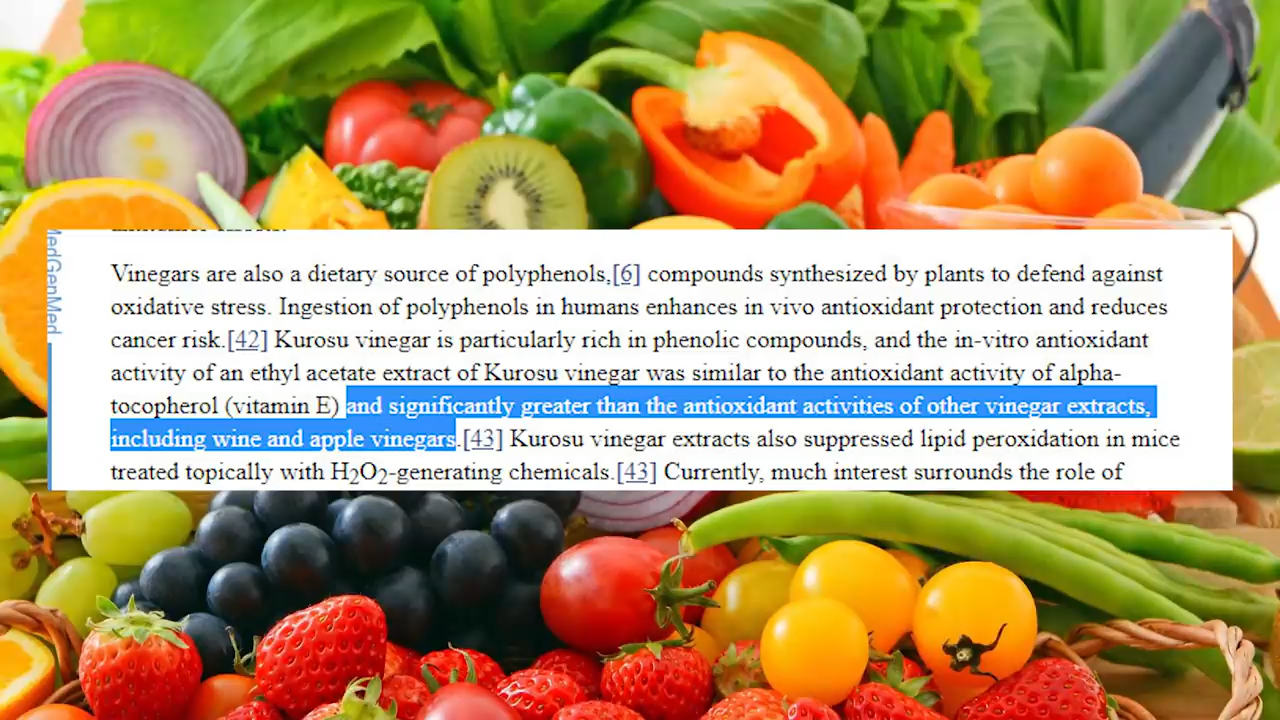 MedGenMed
Vinegars are also a dietary source of polyphenols,[6] compounds synthesized by plants to defend against
oxidative stress. Ingestion of polyphenols in humans enhances in vivo antioxidant protection and reduces
cancer risk.[42] Kurosu vinegar is particularly rich in phenolic compounds, and the in-vitro antioxidant
activity of an ethyl acetate extract of Kurosu vinegar was similar to the antioxidant activity of alpha-
tocopherol (vitamin E) and significantly greater than the antioxidant activities of other vinegar extracts,
including wine and apple vinegars.[43] Kurosu vinegar extracts also suppressed lipid peroxidation in mice
treated topically with H2O2-generating chemicals.[43] Currently, much interest surrounds the role of